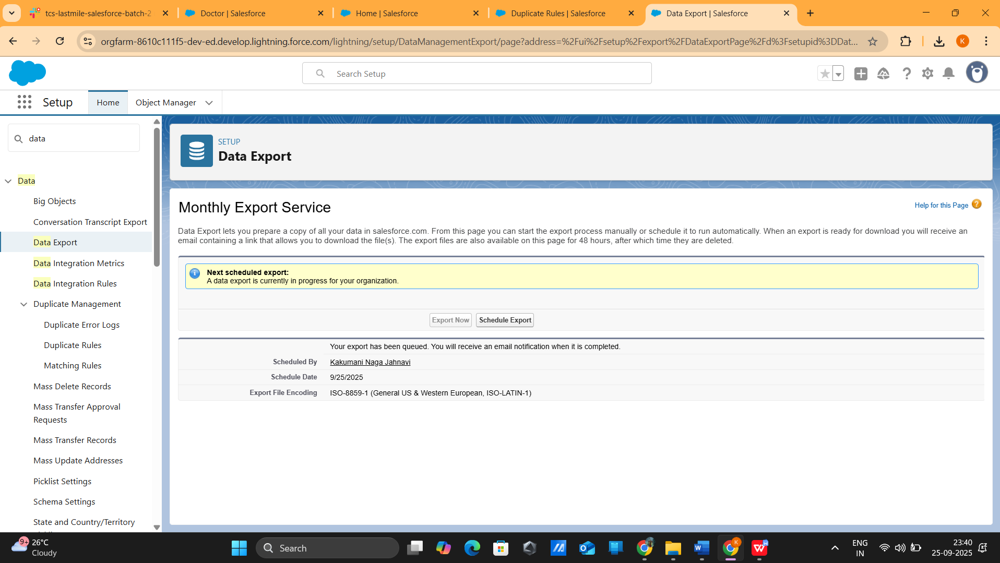 tcs-lastmile-salesforce-batch-2
Doctor | Salesforce
Home | Salesforce
Duplicate Rules | Salesforce
Data Export | Salesforce
orgfarm-8610c111f5-dev-ed.develop.lightning.force.com/lightning/setup/DataManagementExport/page?address=%2Fui%2Fsetup%2Fexport%2FDataExportPage%2Fd%3Fsetupid%3DDat...
K
Search Setup
Setup
Home
Object Manager
data
Data
Big Objects
Conversation Transcript Export
Data Export
Data Integration Metrics
Data Integration Rules
Duplicate Management
Duplicate Error Logs
Duplicate Rules
Matching Rules
Mass Delete Records
Mass Transfer Approval
Requests
Mass Transfer Records
Mass Update Addresses
Picklist Settings
Schema Settings
State and Country/Territory
SETUP
Data Export
Monthly Export Service
Help for this Page
Data Export lets you prepare a copy of all your data in salesforce.com. From this page you can start the export process manually or schedule it to run automatically. When an export is ready for download you will receive an
email containing a link that allows you to download the file(s). The export files are also available on this page for 48 hours, after which time they are deleted.
Next scheduled export:
A data export is currently in progress for your organization.
Export Now
Schedule Export
Your export has been queued. You will receive an email notification when it is completed.
Scheduled By Kakumani Naga Jahnavi
Schedule Date 9/25/2025
Export File Encoding ISO-8859-1 (General US & Western European, ISO-LATIN-1)
9+
26°C
Cloudy
Search
ENG
IN
23:40
25-09-2025